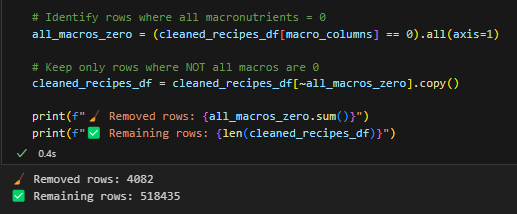 # Identify rows where all macronutrients = 0
all_macros_zero = (cleaned_recipes_df[macro_columns] == 0).all(axis=1)
# Keep only rows where NOT all macros are 0
cleaned_recipes_df = cleaned_recipes_df[~all_macros_zero].copy()
print(f"🧹 Removed rows: {all_macros_zero.sum()}")
print(f"✅ Remaining rows: {len(cleaned_recipes_df)}")
✓ 0.4s
🧹 Removed rows: 4082
✅ Remaining rows: 518435